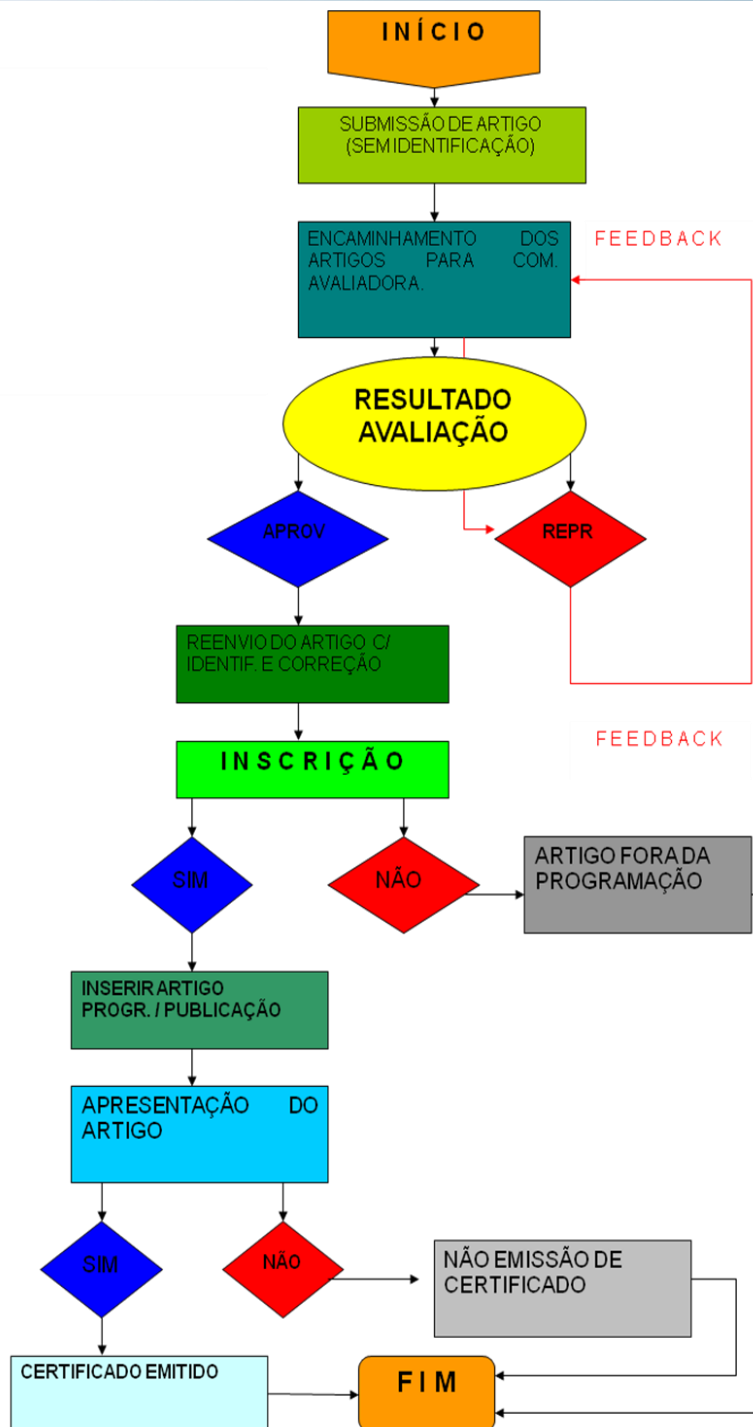 INÍCIO
SUBMISSÃO DE ARTIGO
(SEM IDENTIFICAÇÃO)
ENCAMINHAMENTO DOS
ARTIGOS PARA COM.
AVALIADORA.
FEEDBACK
RESULTADO
AVALIAÇÃO
APROV
REPR
REENVIO DO ARTIGO C/
IDENTIF. E CORREÇÃO
FEEDBACK
INSCRIÇÃO
SIM
NÃO
ARTIGO FORA DA
PROGRAMAÇÃO
INSERIR ARTIGO
PROGR. / PUBLICAÇÃO
APRESENTAÇÃO DO
ARTIGO
SIM
NÃO
NÃO EMISSÃO DE
CERTIFICADO
CERTIFICADO EMITIDO
FIM